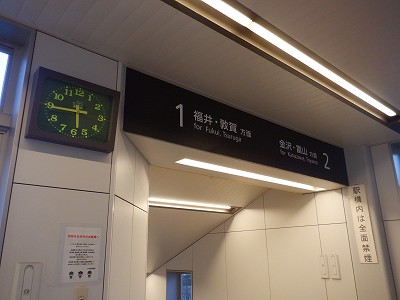 1 福井・敦賀 方面
for Fukui, Tsuruga
金沢・富山 方面 2
for Kanazawa, Toyama
駅構内は全面禁煙